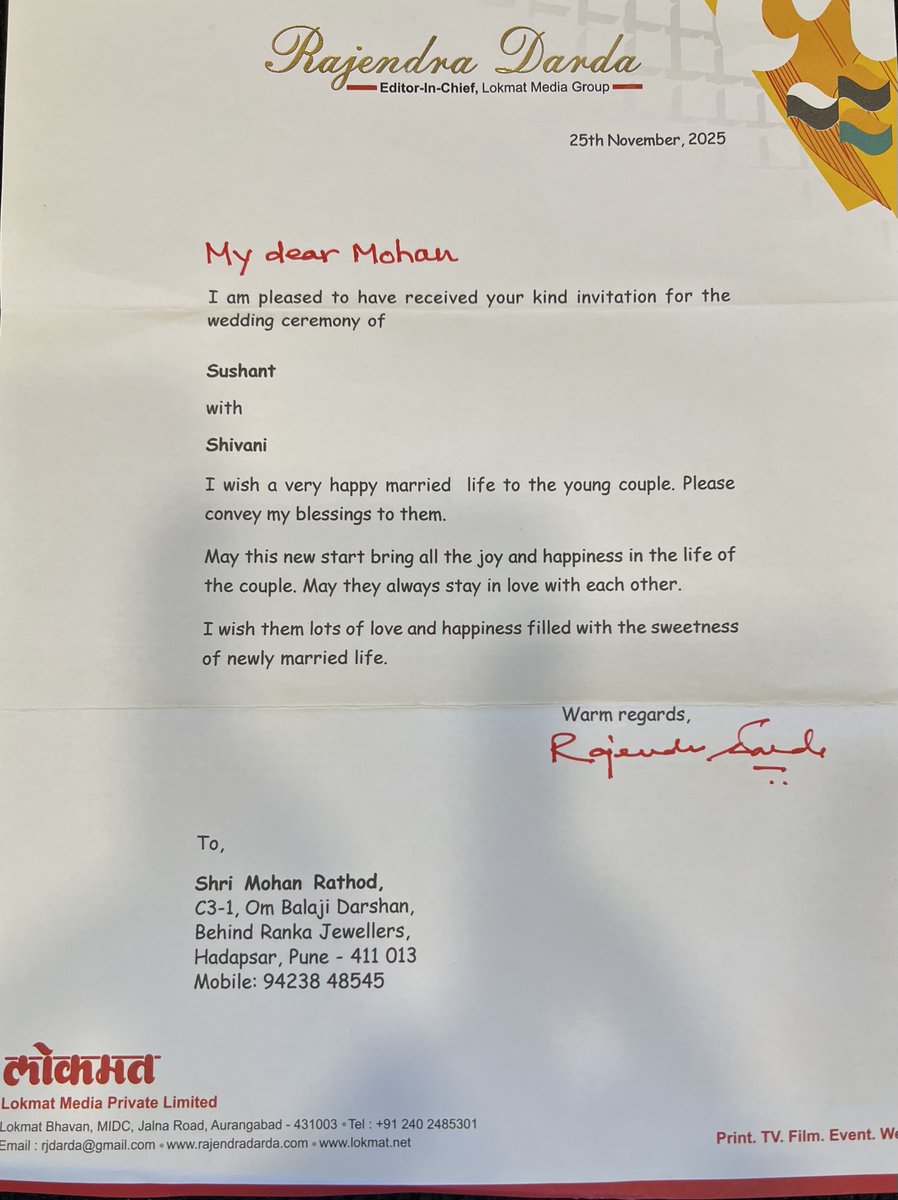 Rajendra Darda
Editor-In-Chief, Lokmat Media Group
25th November, 2025
My dear Mohan
I am pleased to have received your kind invitation for the
wedding ceremony of
Sushant
with
Shivani
I wish a very happy married life to the young couple. Please
convey my blessings to them.
May this new start bring all the joy and happiness in the life of
the couple. May they always stay in love with each other.
I wish them lots of love and happiness filled with the sweetness
of newly married life.
Warm regards,
Rajendra Darda
To,
Shri Mohan Rathod,
C3-1, Om Balaji Darshan,
Behind Ranka Jewellers,
Hadapsar, Pune - 411 013
Mobile: 94238 48545
लोकमत
Lokmat Media Private Limited
Lokmat Bhavan, MIDC, Jalna Road, Aurangabad - 431003 • Tel : +91 240 2485301
Email : rjdarda@gmail.com • www.rajendradarda.com • www.lokmat.net
Print. TV. Film. Event. We